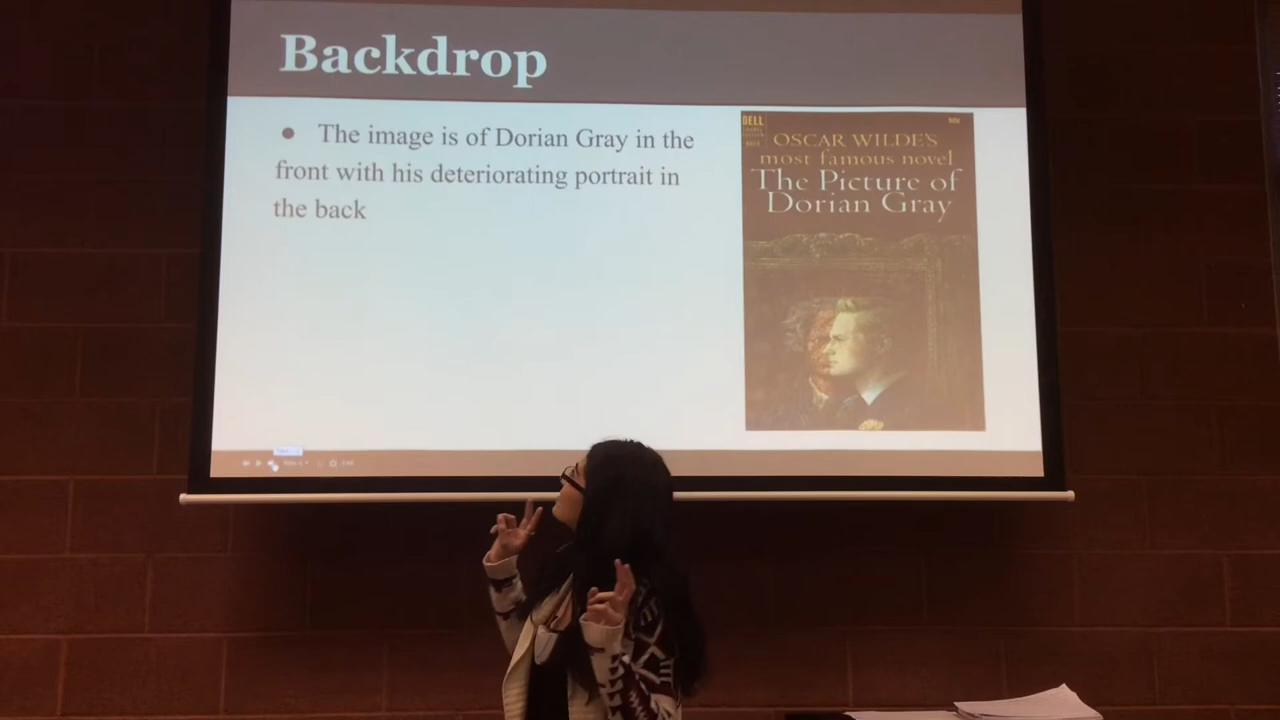 Backdrop
● The image is of Dorian Gray in the
front with his deteriorating portrait in
the back
DELL
OSCAR WILDE'S
most famous novel
The Picture of
Dorian Gray